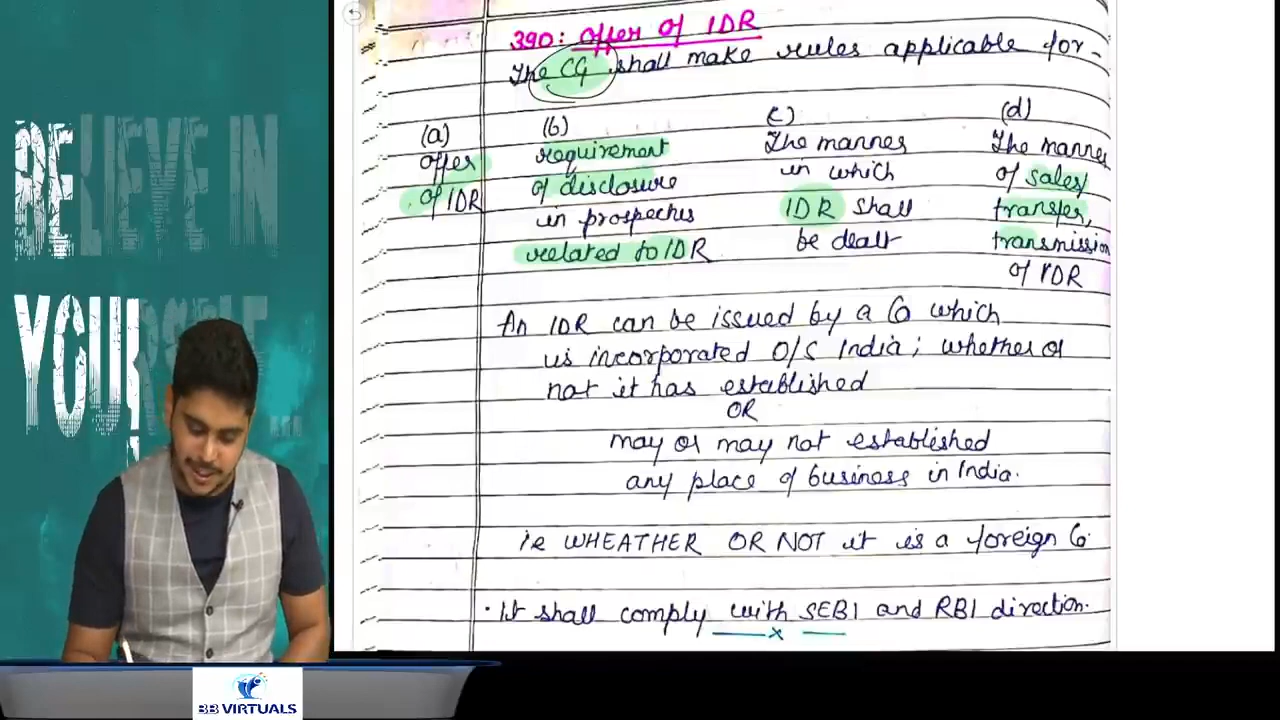 BELIEVE IN
YOURSELF...
390: Offer Of IDR
The CG shall make rules applicable for-
(a)
offer
of IDR
(b)
requirement
of disclosure
in prospectus
related to IDR
(c)
The manner
in which
IDR shall
be dealt
(d)
The manner
of sales/
transfer,
transmission
of IDR
An IDR can be issued by a Co which
is incorporated O/S India; whether or
not it has established
OR
may or may not established
any place of business in India.
ie WHEATHER OR NOT it is a foreign Co.
· It shall comply with SEBI and RBI direction.
BB VIRTUALS